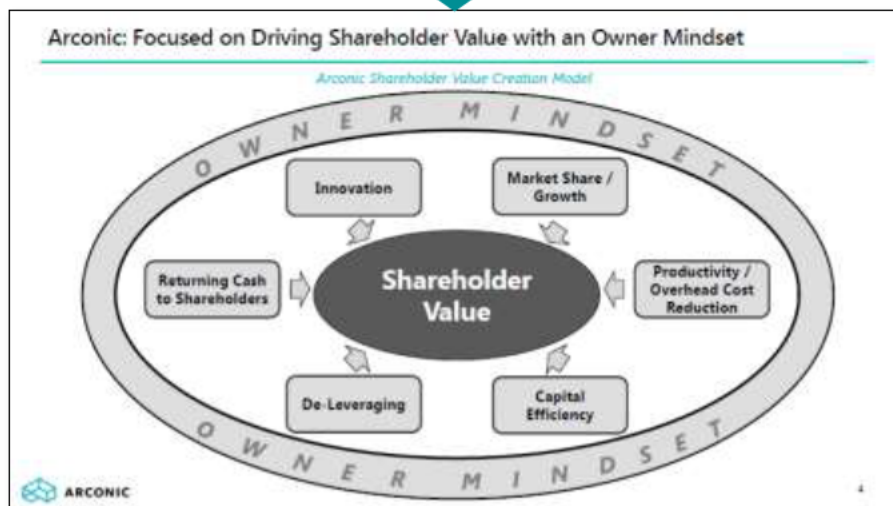 Arconic: Focused on Driving Shareholder Value with an Owner Mindset
Arconic Shareholder Value Creation Model
OWNER MINDSET
Innovation
Market Share /
Growth
Returning Cash
to Shareholders
Shareholder
Value
Productivity /
Overhead Cost
Reduction
De-Leveraging
Capital
Efficiency
OWNER MINDSET
ARCONIC
4